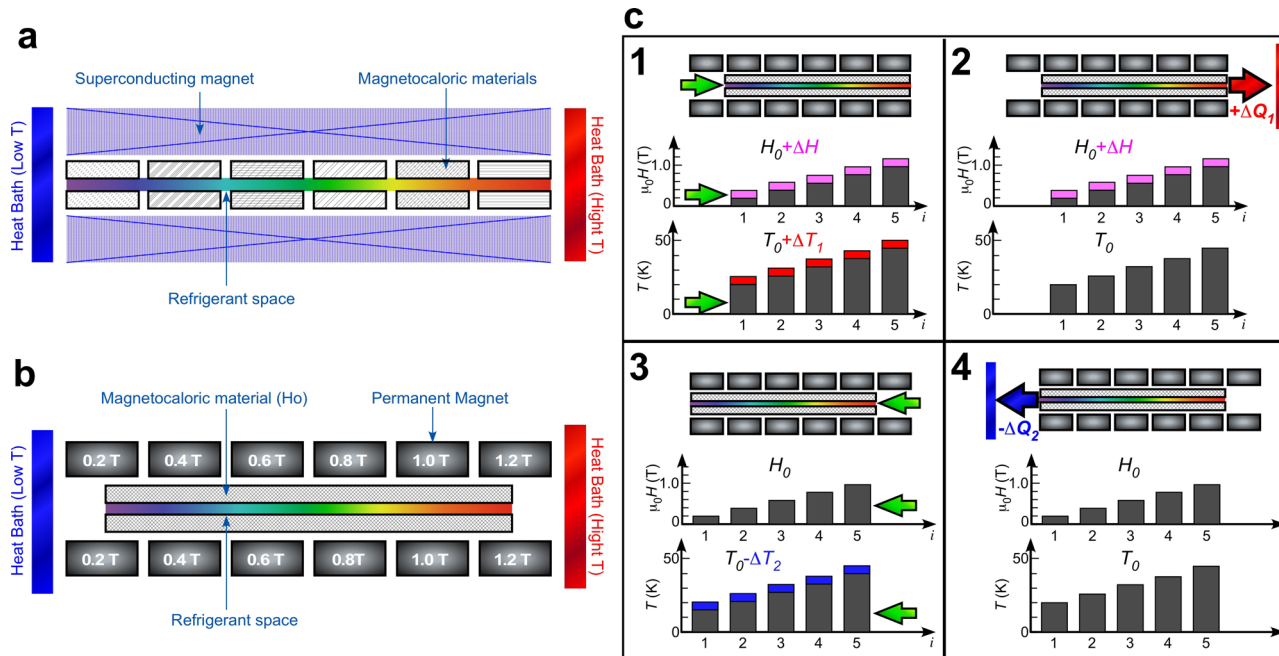 a
Superconducting magnet
Magnetocaloric materials
Heat Bath (Low T)
Heat Bath (Hight T)
Refrigerant space
b
Magnetocaloric material (Ho)
Permanent Magnet
Heat Bath (Low T)
Heat Bath (Hight T)
0.2 T 0.4 T 0.6 T 0.8 T 1.0 T 1.2 T
0.2 T 0.4 T 0.6 T 0.8T 1.0 T 1.2 T
Refrigerant space
c
1
H₀+ΔH
μ₀H (T)
1.0
0
1 2 3 4 5 i
T₀+ΔT₁
T (K)
50
0
1 2 3 4 5 i
2
+ΔQ₁
H₀+ΔH
μ₀H (T)
1.0
0
1 2 3 4 5 i
T₀
T (K)
50
0
1 2 3 4 5 i
3
H₀
μ₀H (T)
1.0
0
1 2 3 4 5 i
T₀-ΔT₂
T (K)
50
0
1 2 3 4 5 i
4
-ΔQ₂
H₀
μ₀H (T)
1.0
0
1 2 3 4 5 i
T₀
T (K)
50
0
1 2 3 4 5 i